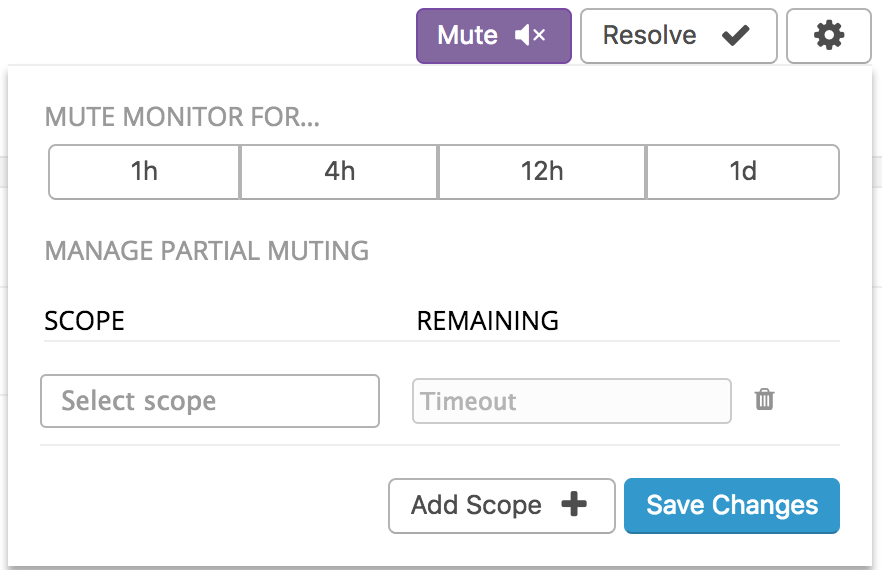 Mute Resolve
MUTE MONITOR FOR...
1h 4h 12h 1d
MANAGE PARTIAL MUTING
SCOPE REMAINING
Select scope Timeout
Add Scope Save Changes